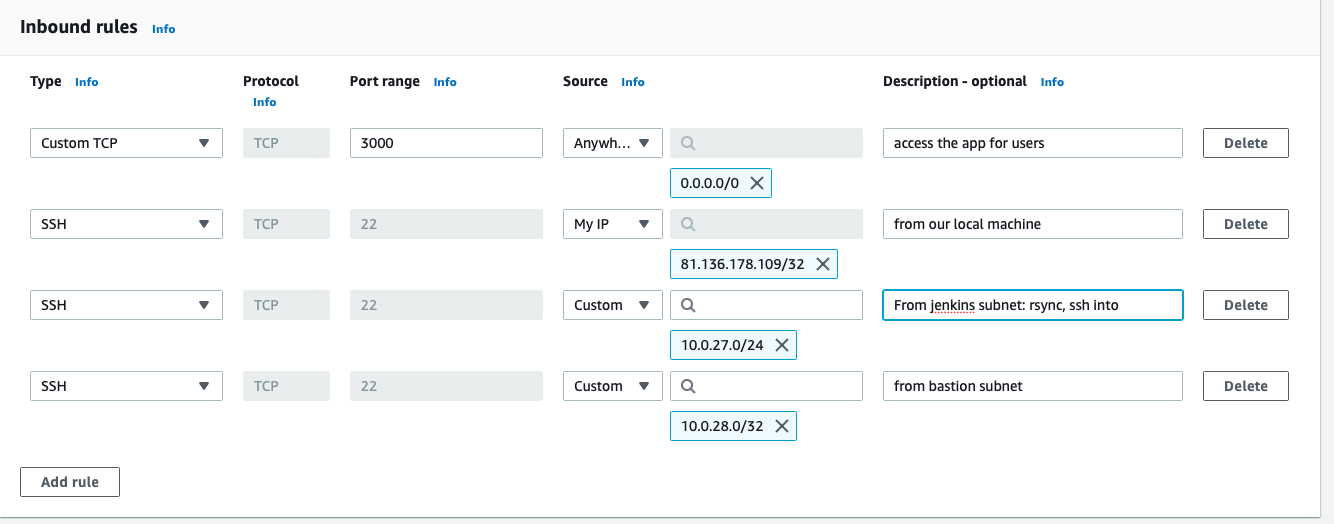 Inbound rules Info
Type Info Protocol Info Port range Info Source Info Description - optional Info
Custom TCP TCP 3000 Anywh... access the app for users Delete
0.0.0.0/0
SSH TCP 22 My IP from our local machine Delete
81.136.178.109/32
SSH TCP 22 Custom From jenkins subnet: rsync, ssh into Delete
10.0.27.0/24
SSH TCP 22 Custom from bastion subnet Delete
10.0.28.0/32
Add rule